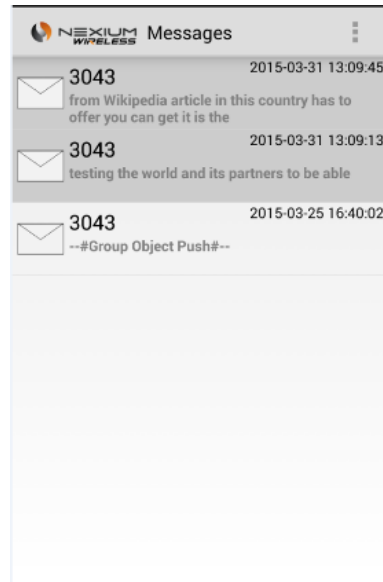 NEXIUM WIRELESS Messages
3043 2015-03-31 13:09:45
from Wikipedia article in this country has to
offer you can get it is the
3043 2015-03-31 13:09:13
testing the world and its partners to be able
3043 2015-03-25 16:40:02
--#Group Object Push#--